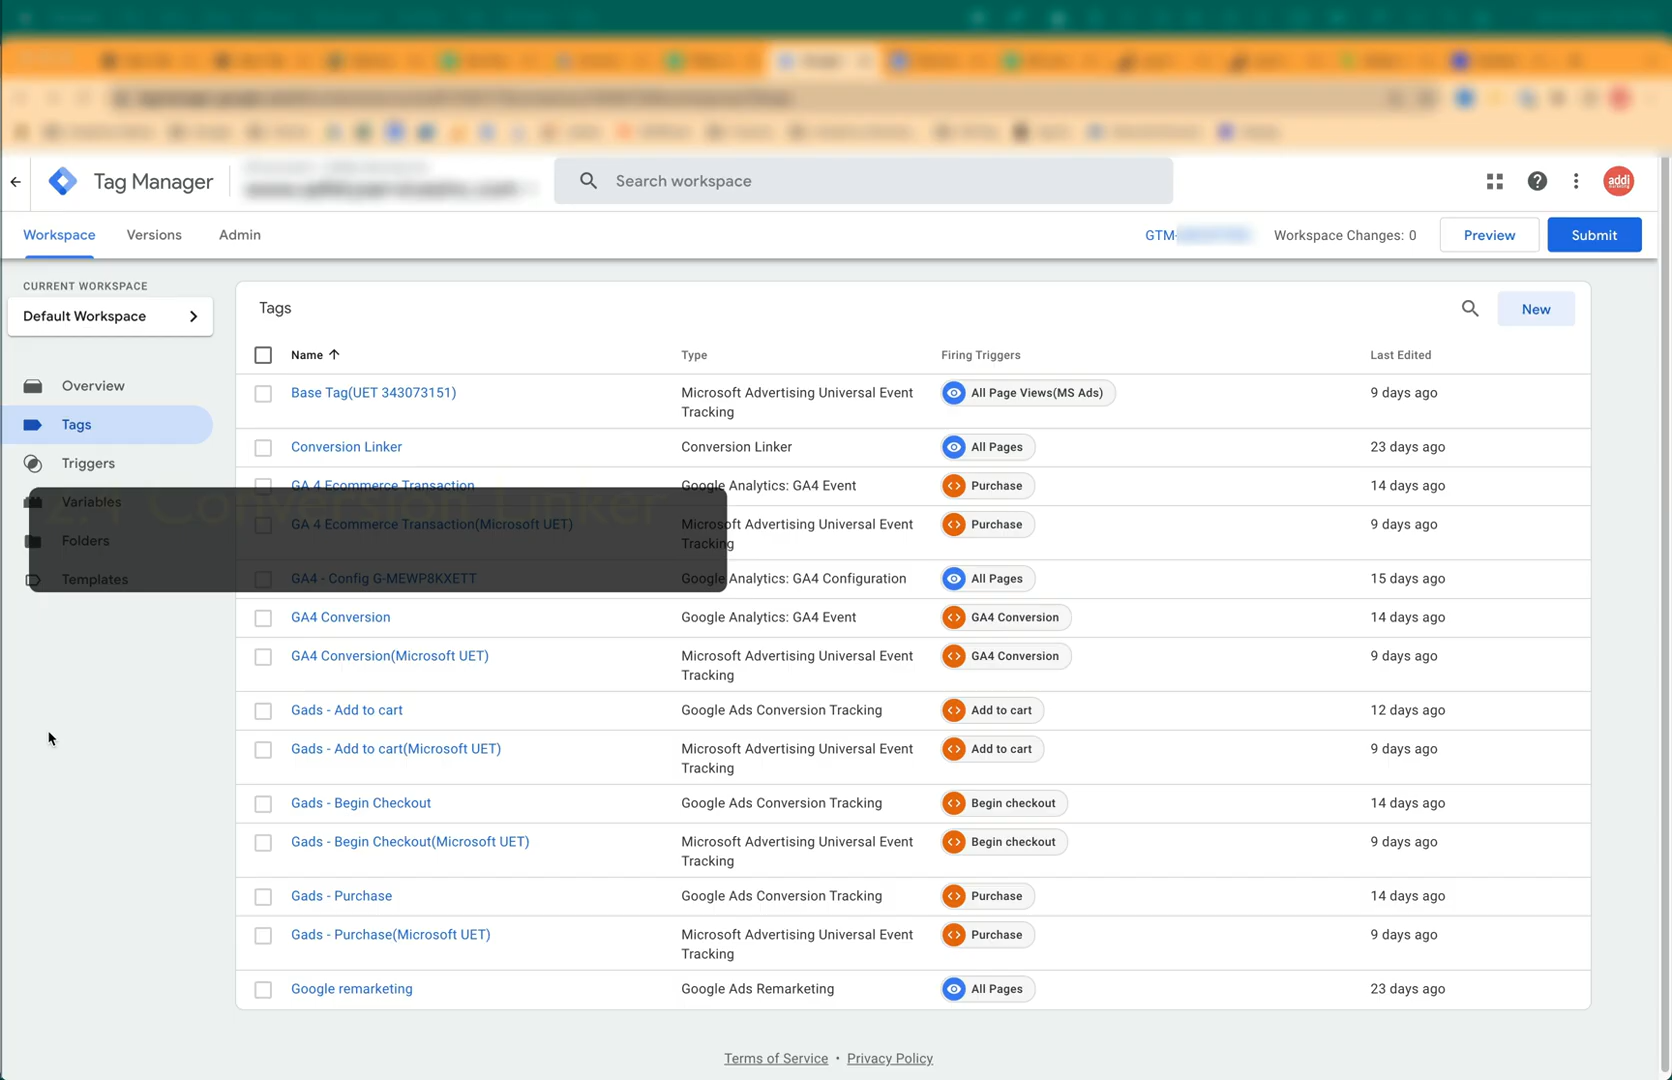 Tag Manager
Search workspace
addi
Workspace
Versions
Admin
GTM-
Workspace Changes: 0
Preview
Submit
CURRENT WORKSPACE
Default Workspace
Overview
Tags
Triggers
Variables
Folders
Templates
2.1 Conversion Linker
Tags
New
Name
Type
Firing Triggers
Last Edited
Base Tag(UET 343073151)
Microsoft Advertising Universal Event
Tracking
All Page Views(MS Ads)
9 days ago
Conversion Linker
Conversion Linker
All Pages
23 days ago
GA 4 Ecommerce Transaction
Google Analytics: GA4 Event
Purchase
14 days ago
GA 4 Ecommerce Transaction(Microsoft UET)
Microsoft Advertising Universal Event
Tracking
Purchase
9 days ago
GA4 - Config G-MEWP8KXETT
Google Analytics: GA4 Configuration
All Pages
15 days ago
GA4 Conversion
Google Analytics: GA4 Event
GA4 Conversion
14 days ago
GA4 Conversion(Microsoft UET)
Microsoft Advertising Universal Event
Tracking
GA4 Conversion
9 days ago
Gads - Add to cart
Google Ads Conversion Tracking
Add to cart
12 days ago
Gads - Add to cart(Microsoft UET)
Microsoft Advertising Universal Event
Tracking
Add to cart
9 days ago
Gads - Begin Checkout
Google Ads Conversion Tracking
Begin checkout
14 days ago
Gads - Begin Checkout(Microsoft UET)
Microsoft Advertising Universal Event
Tracking
Begin checkout
9 days ago
Gads - Purchase
Google Ads Conversion Tracking
Purchase
14 days ago
Gads - Purchase(Microsoft UET)
Microsoft Advertising Universal Event
Tracking
Purchase
9 days ago
Google remarketing
Google Ads Remarketing
All Pages
23 days ago
Terms of Service • Privacy Policy